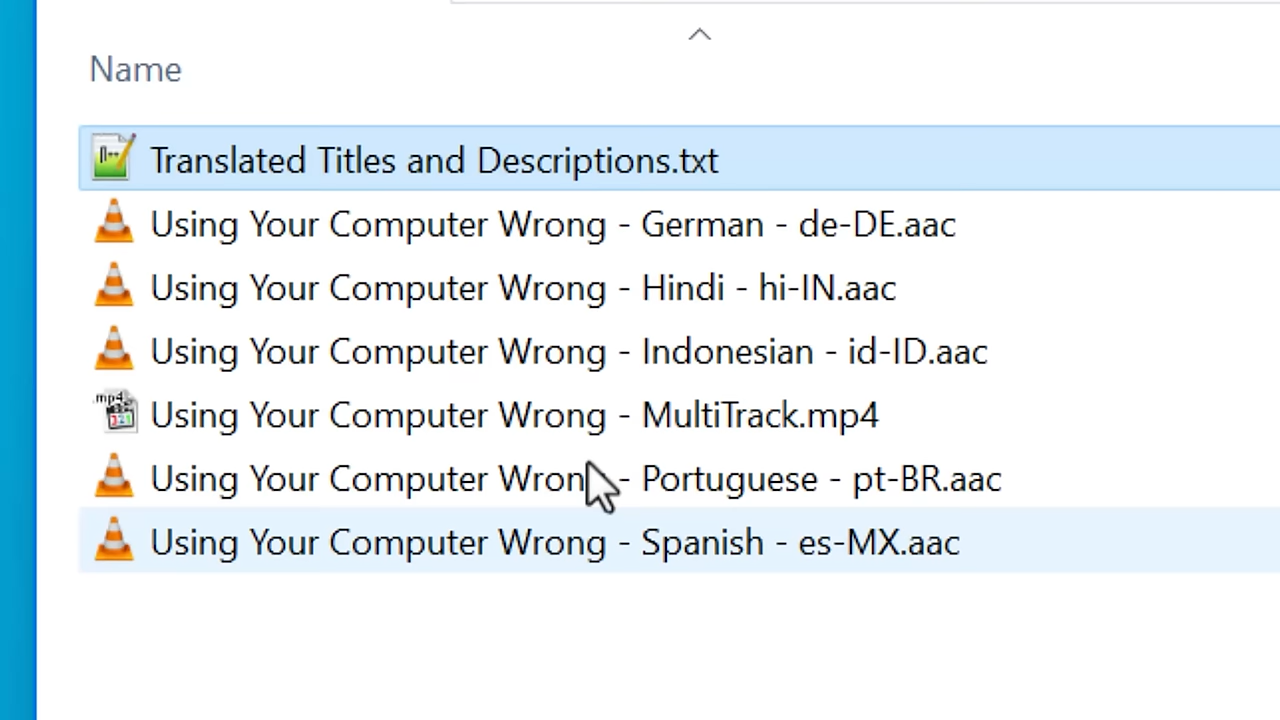 Name
Translated Titles and Descriptions.txt
Using Your Computer Wrong - German - de-DE.aac
Using Your Computer Wrong - Hindi - hi-IN.aac
Using Your Computer Wrong - Indonesian - id-ID.aac
.mp4
321
Using Your Computer Wrong - MultiTrack.mp4
Using Your Computer Wrong - Portuguese - pt-BR.aac
Using Your Computer Wrong - Spanish - es-MX.aac